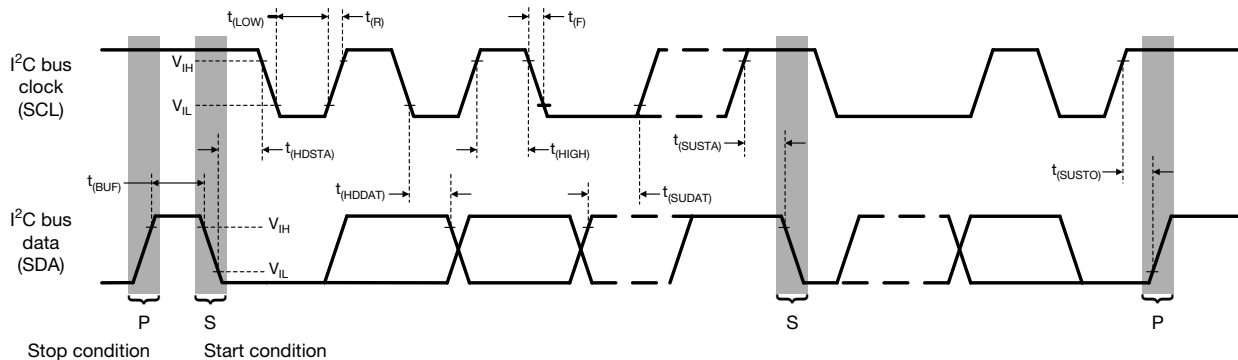 t(LOW)
t(R)
t(F)
I²C bus
clock
(SCL)
VIH
VIL
t(HDSTA)
t(HIGH)
t(SUSTA)
t(BUF)
t(HDDAT)
t(SUDAT)
t(SUSTO)
I²C bus
data
(SDA)
VIH
VIL
P
S
S
P
Stop condition
Start condition